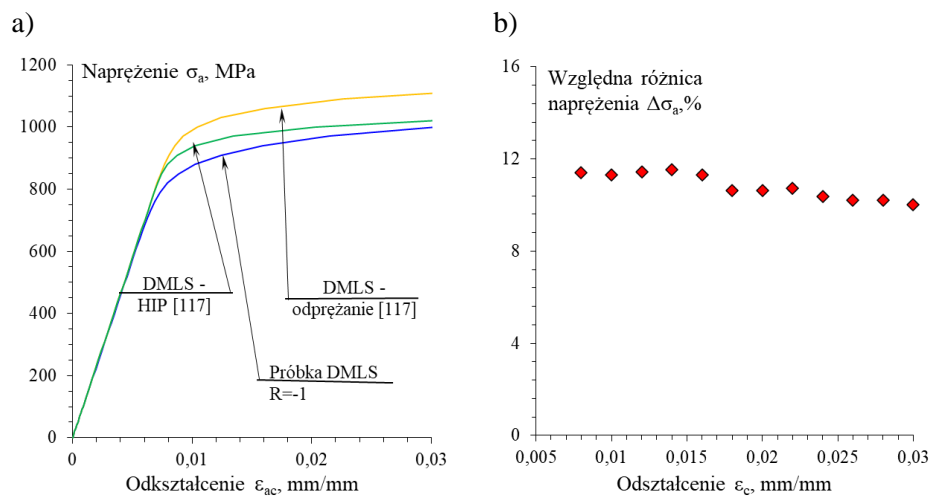 a)
Naprężenie σa, MPa
1200
1000
800
600
400
200
0
0
0,01
0,02
0,03
Odkształcenie εac, mm/mm
DMLS -
HIP [117]
DMLS -
odprężanie [117]
Próbka DMLS
R=-1
b)
Względna różnica
naprężenia Δσa,%
16
12
8
4
0
0,005
0,01
0,015
0,02
0,025
0,03
Odształcenie εc, mm/mm